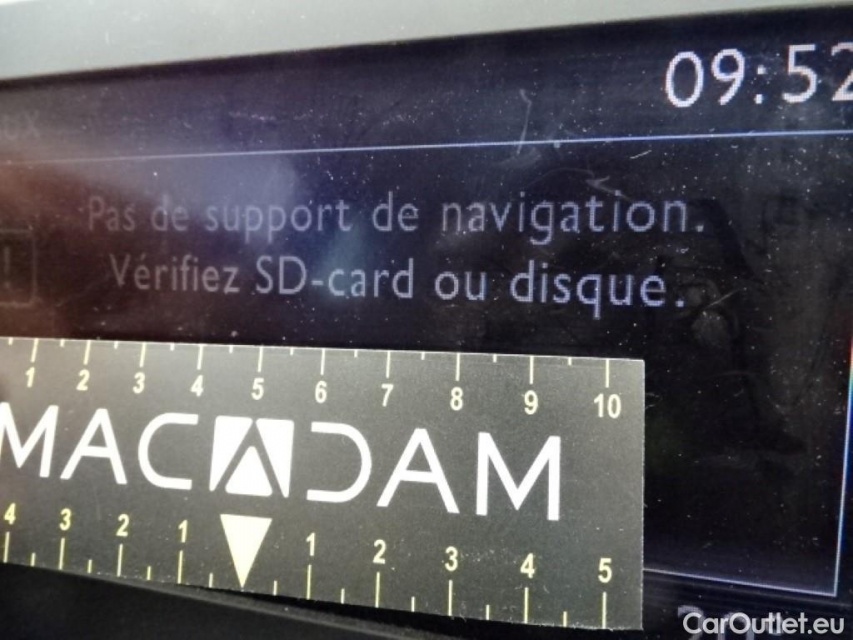 09:52
Pas de support de navigation.
!
Vérifiez SD-card ou disque.
1 2 3 4 5 6 7 8 9 10
MACADAM
4 3 2 1 1 2 3 4 5
CarOutlet.eu